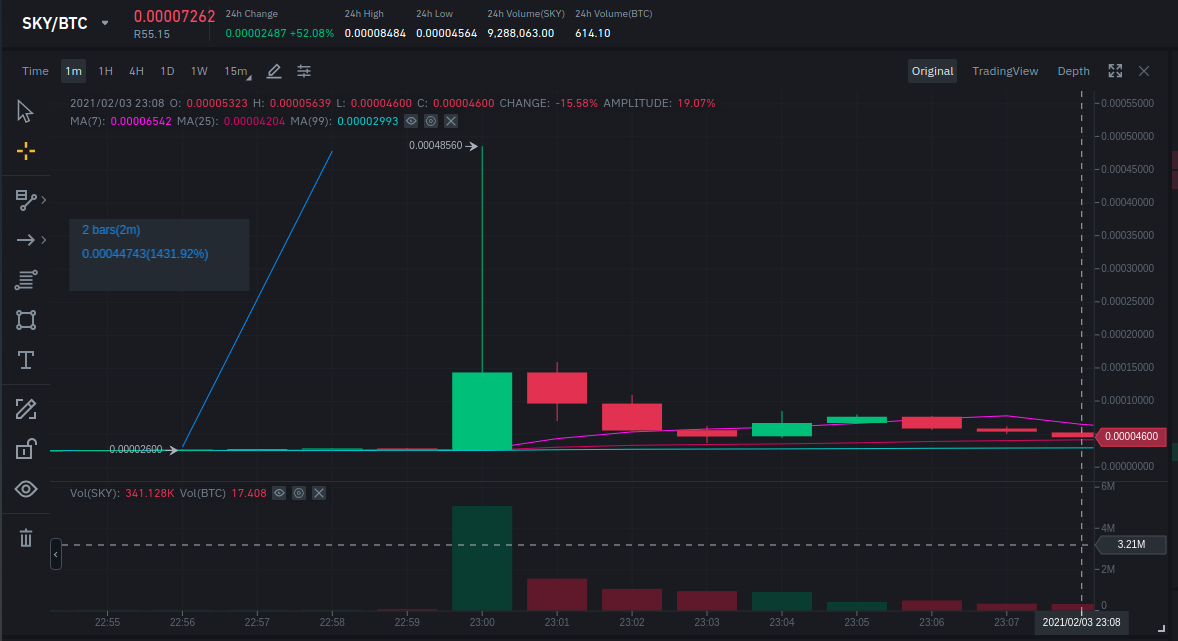 SKY/BTC
0.00007262
R55.15
24h Change
0.00002487 +52.08%
24h High
0.00008484
24h Low
0.00004564
24h Volume(SKY)
9,288,063.00
24h Volume(BTC)
614.10
Time 1m 1H 4H 1D 1W 15m
Original TradingView Depth
2021/02/03 23:08 O: 0.00005323 H: 0.00005639 L: 0.00004600 C: 0.00004600 CHANGE: -15.58% AMPLITUDE: 19.07%
MA(7): 0.00006542 MA(25): 0.00004204 MA(99): 0.00002993
0.00048560
2 bars(2m)
0.00044743(1431.92%)
0.00002600
0.00055000
0.00050000
0.00045000
0.00040000
0.00035000
0.00030000
0.00025000
0.00020000
0.00015000
0.00010000
0.00004600
0.00000000
Vol(SKY): 341.128K Vol(BTC) 17.408
6M
4M
3.21M
2M
0
22:55 22:56 22:57 22:58 22:59 23:00 23:01 23:02 23:03 23:04 23:05 23:06 23:07 2021/02/03 23:08